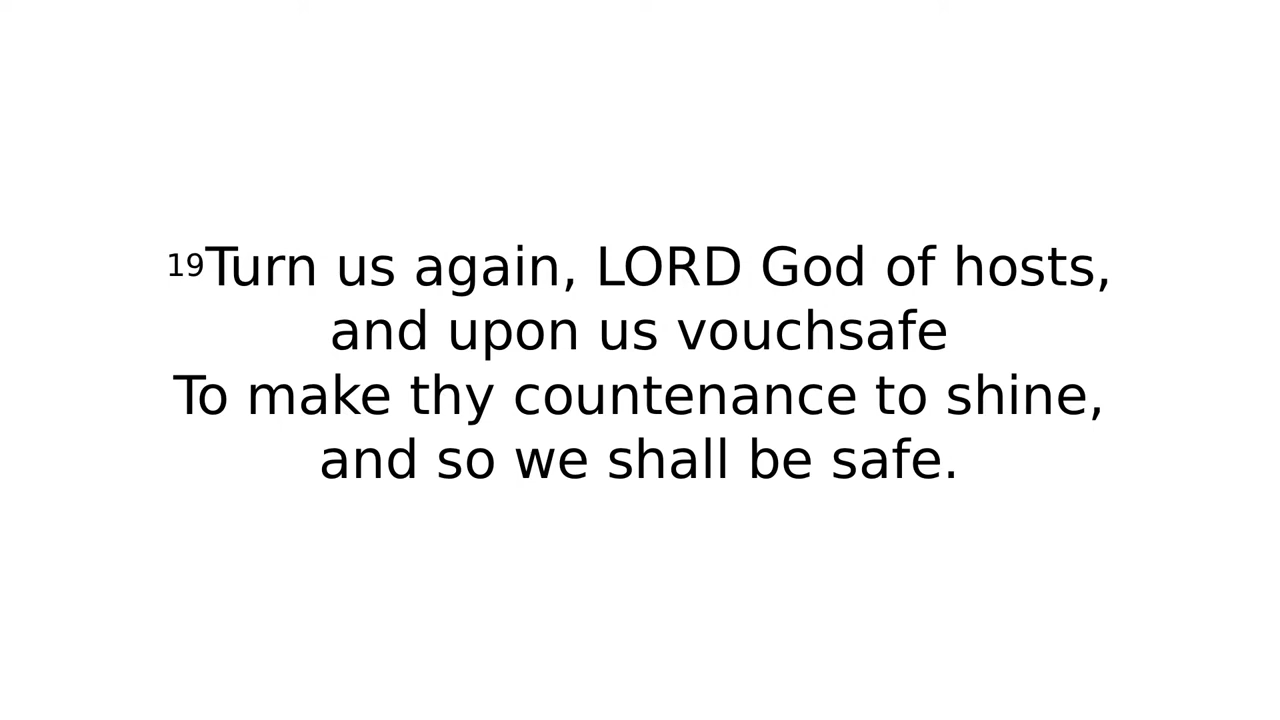 19Turn us again, LORD God of hosts,
and upon us vouchsafe
To make thy countenance to shine,
and so we shall be safe.